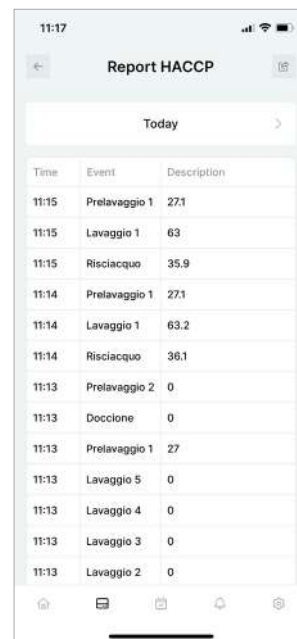 11:17
Report HACCP
Today
Time Event Description
11:15 Prelavaggio 1 27.1
11:15 Lavaggio 1 63
11:15 Risciacquo 35.9
11:14 Prelavaggio 1 27.1
11:14 Lavaggio 1 63.2
11:14 Risciacquo 36.1
11:13 Prelavaggio 2 0
11:13 Doccione 0
11:13 Prelavaggio 1 27
11:13 Lavaggio 5 0
11:13 Lavaggio 4 0
11:13 Lavaggio 3 0
11:13 Lavaggio 2 0